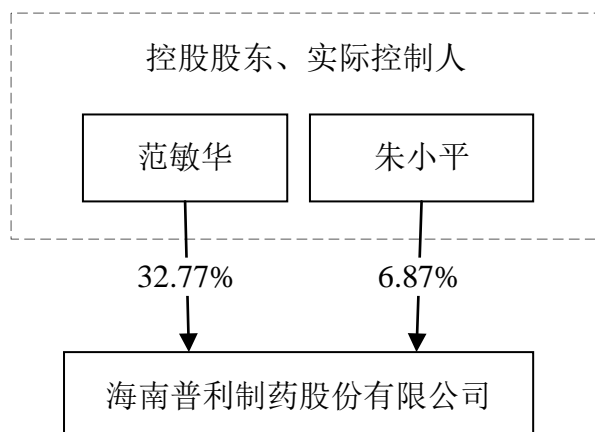 控股股东、实际控制人
范敏华
朱小平
32.77%
6.87%
海南普利制药股份有限公司